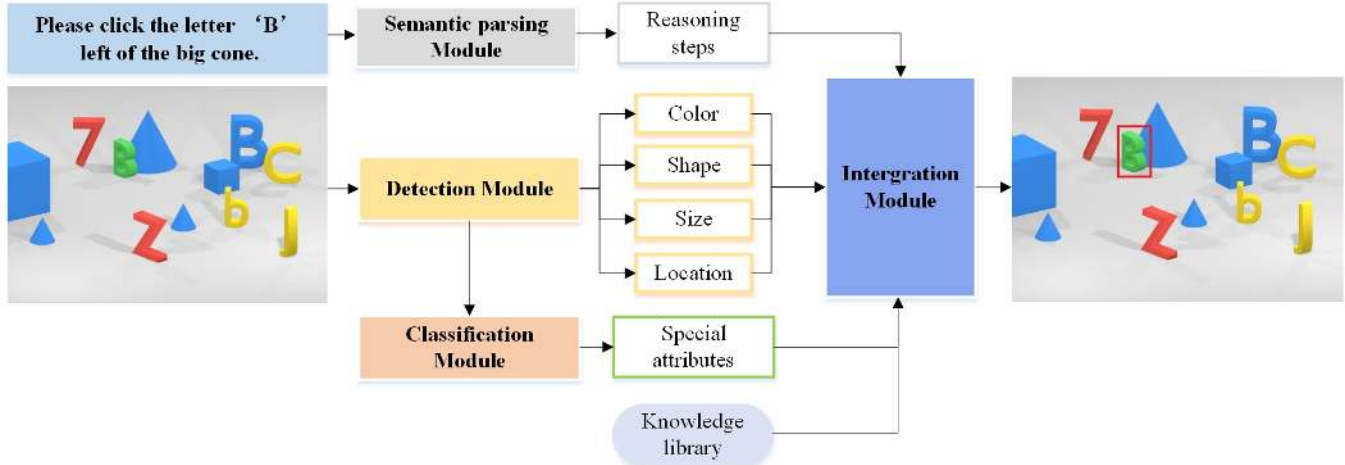 Please click the letter ‘B’
left of the big cone.
Semantic parsing
Module
Reasoning
steps
7
B
B
C
b
Z
J
Detection Module
Color
Shape
Size
Location
Intergration
Module
7
B
B
C
b
Z
J
Classification
Module
Special
attributes
Knowledge
library